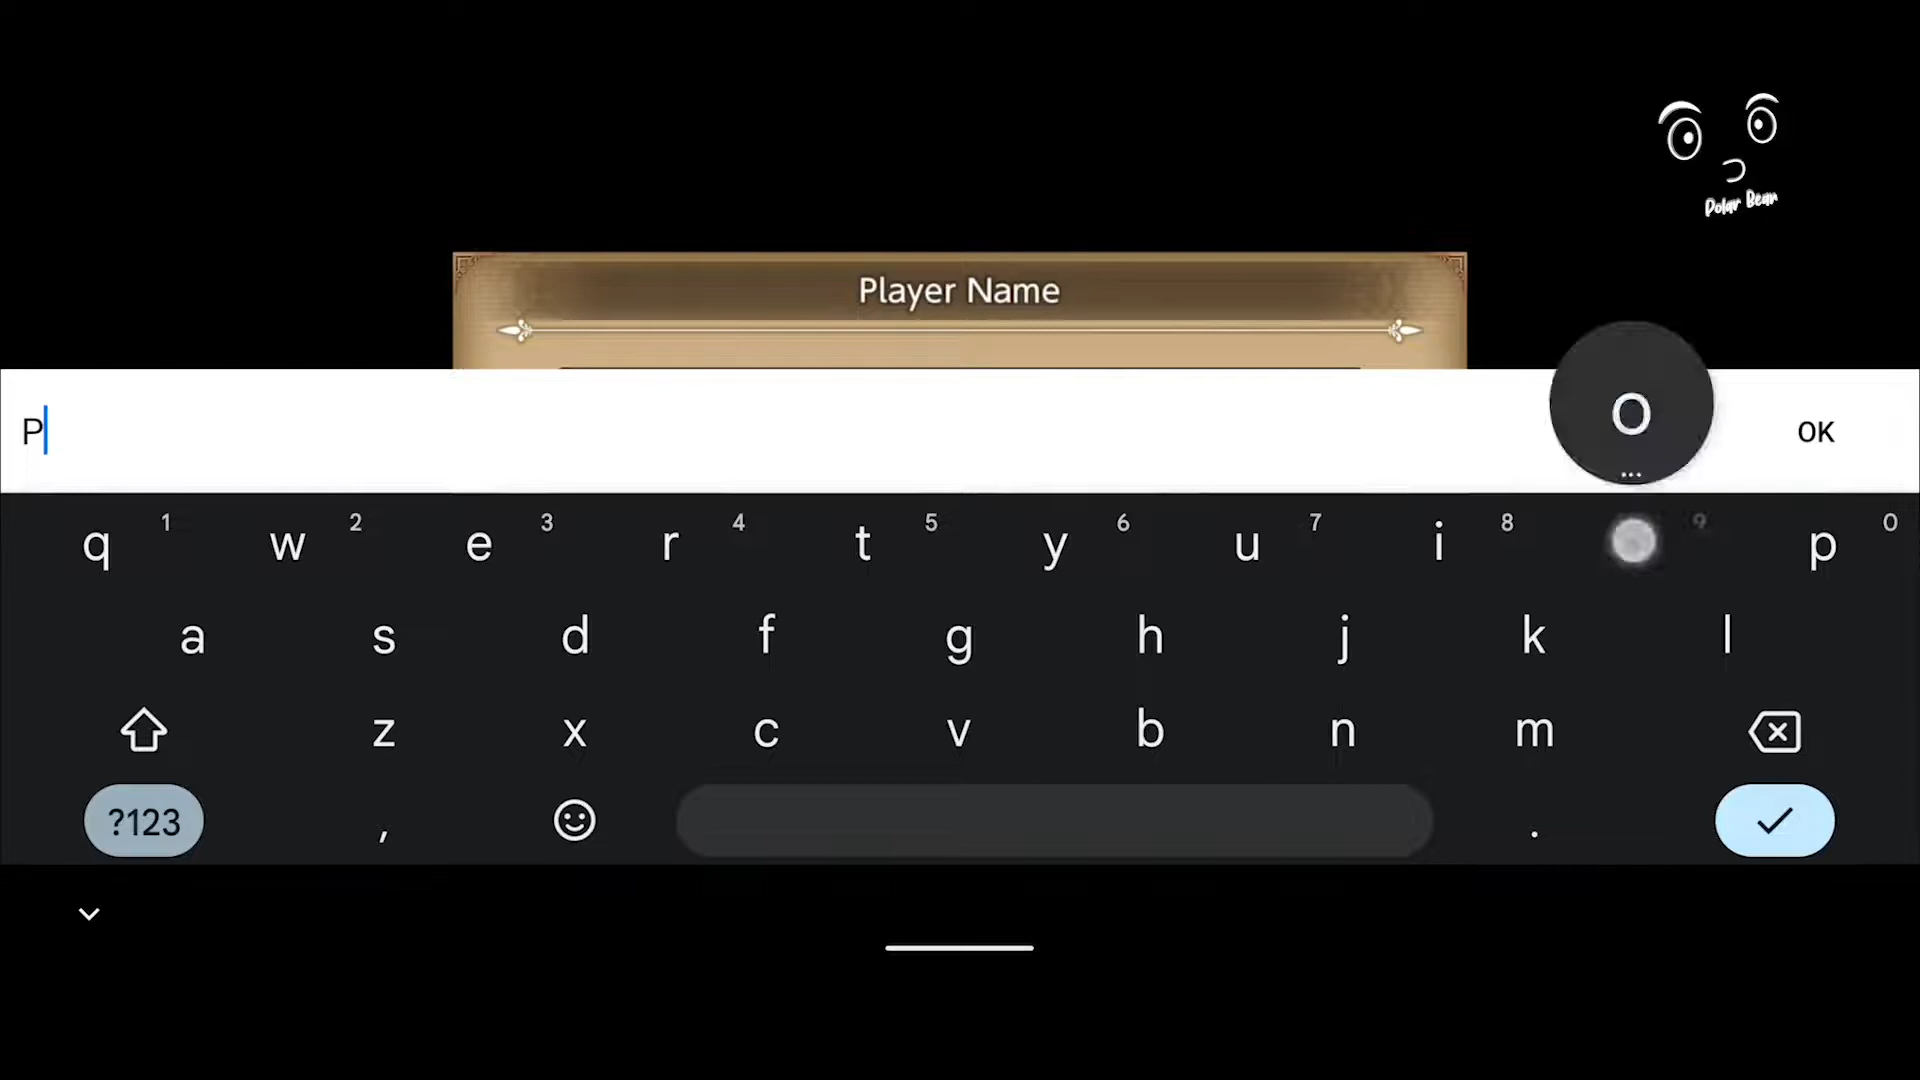 Polar Bear
Player Name
P
o
...
OK
q 1 w 2 e 3 r 4 t 5 y 6 u 7 i 8 9 p 0
a s d f g h j k l
z x c v b n m
?123 , .